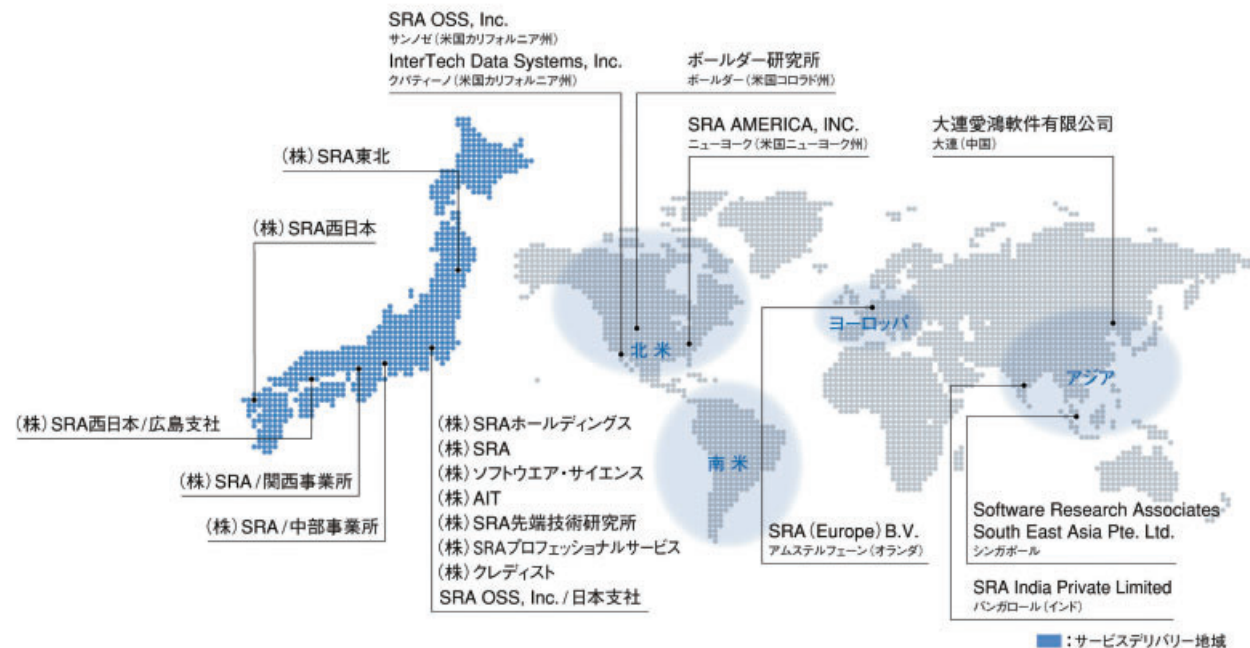 SRA OSS, Inc.
サンノゼ（米国カリフォルニア州）
InterTech Data Systems, Inc.
クパティーノ（米国カリフォルニア州）
ボールダー研究所
ボールダー（米国コロラド州）
SRA AMERICA, INC.
ニューヨーク（米国ニューヨーク州）
大連愛鴻軟件有限公司
大連（中国）
（株）SRA東北
（株）SRA西日本
北米
ヨーロッパ
アジア
南米
（株）SRA西日本/広島支社
（株）SRA/関西事業所
（株）SRA/中部事業所
（株）SRAホールディングス
（株）SRA
（株）ソフトウエア・サイエンス
（株）AIT
（株）SRA先端技術研究所
（株）SRAプロフェッショナルサービス
（株）クレディスト
SRA OSS, Inc./日本支社
SRA（Europe）B.V.
アムステルフェーン（オランダ）
Software Research Associates
South East Asia Pte. Ltd.
シンガポール
SRA India Private Limited
バンガロール（インド）
：サービスデリバリー地域